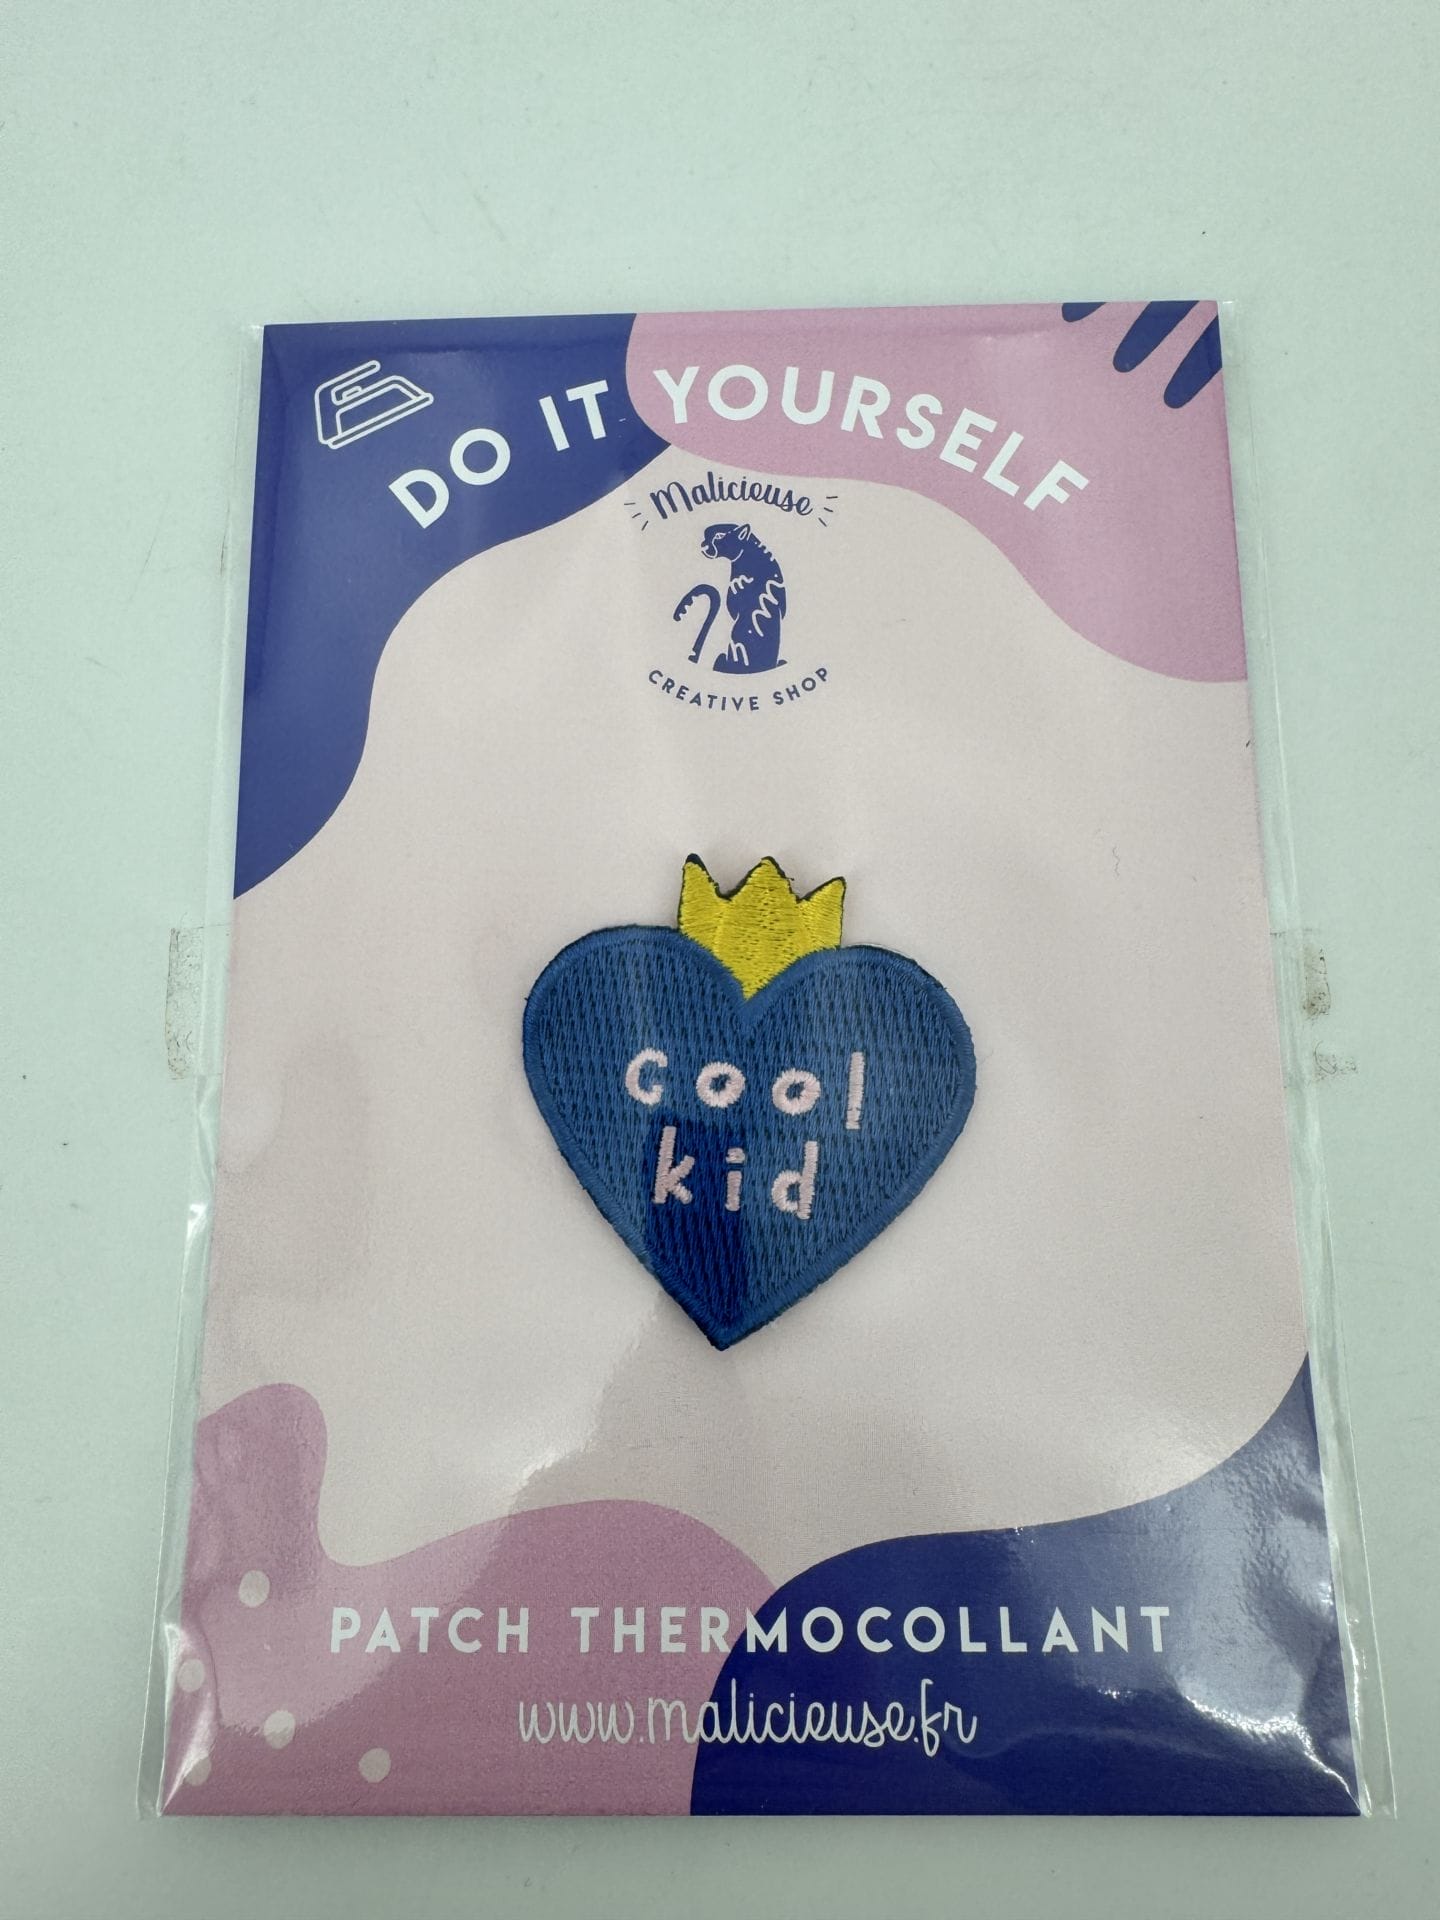 DO IT YOURSELF
Malicieuse
CREATIVE SHOP
cool
kid
PATCH THERMOCOLLANT
www.malicieuse.fr